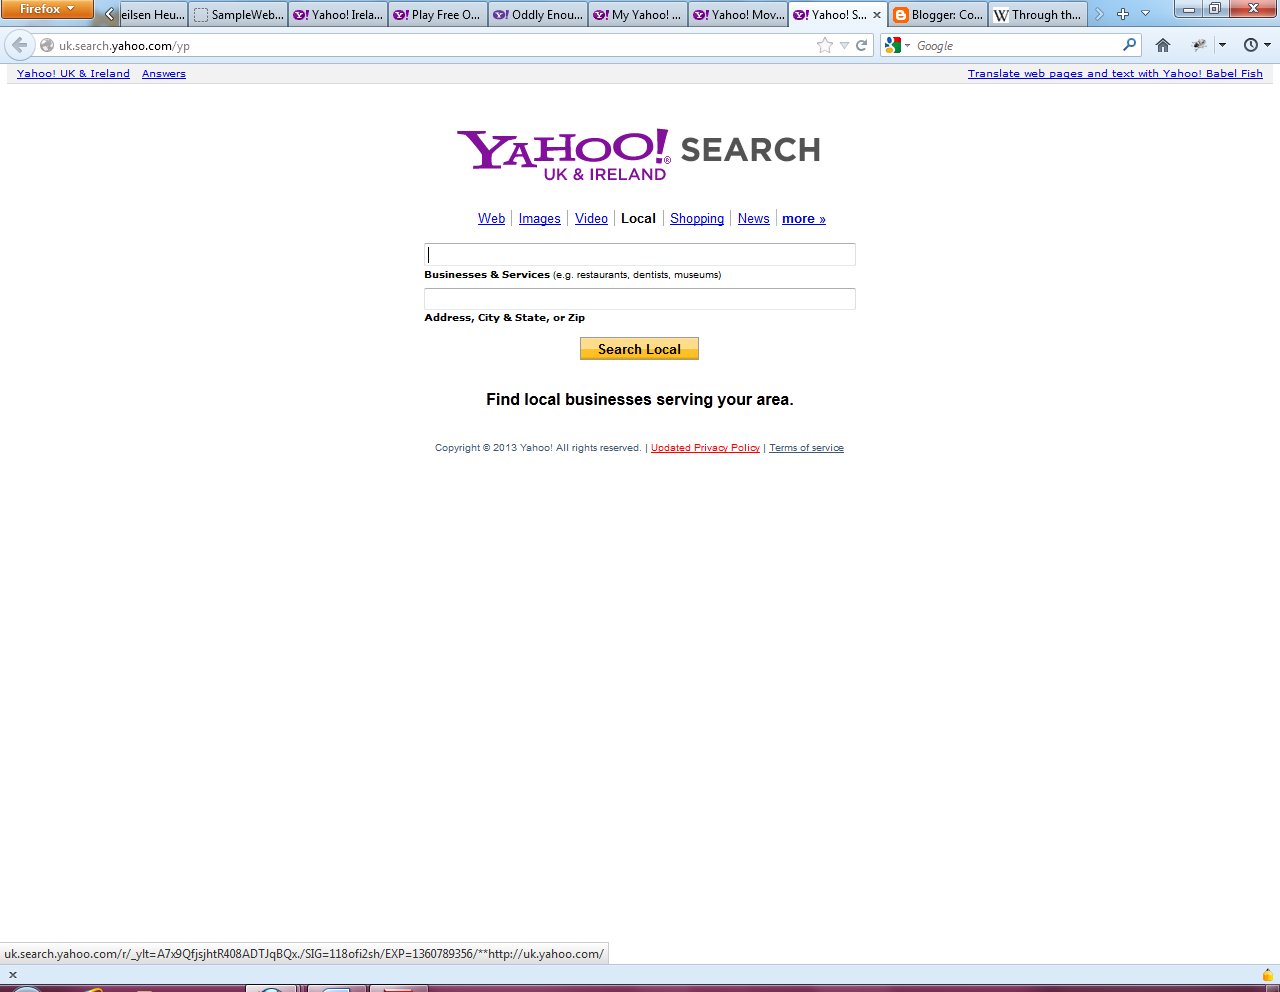 Firefox
eilsen Heu...
SampleWeb...
Yahoo! Irela...
Play Free O...
Oddly Enou...
My Yahoo! ...
Yahoo! Mov...
Yahoo! S...
Blogger: Co...
Through th...
uk.search.yahoo.com/yp
Google
Yahoo! UK & Ireland Answers
Translate web pages and text with Yahoo! Babel Fish
YAHOO!® SEARCH
UK & IRELAND
Web Images Video Local Shopping News more »
Businesses & Services (e.g. restaurants, dentists, museums)
Address, City & State, or Zip
Search Local
Find local businesses serving your area.
Copyright © 2013 Yahoo! All rights reserved. | Updated Privacy Policy | Terms of service
uk.search.yahoo.com/r/_ylt=A7x9QfjsjhtR408ADTJqBQx./SIG=118ofi2sh/EXP=1360789356/**http://uk.yahoo.com/